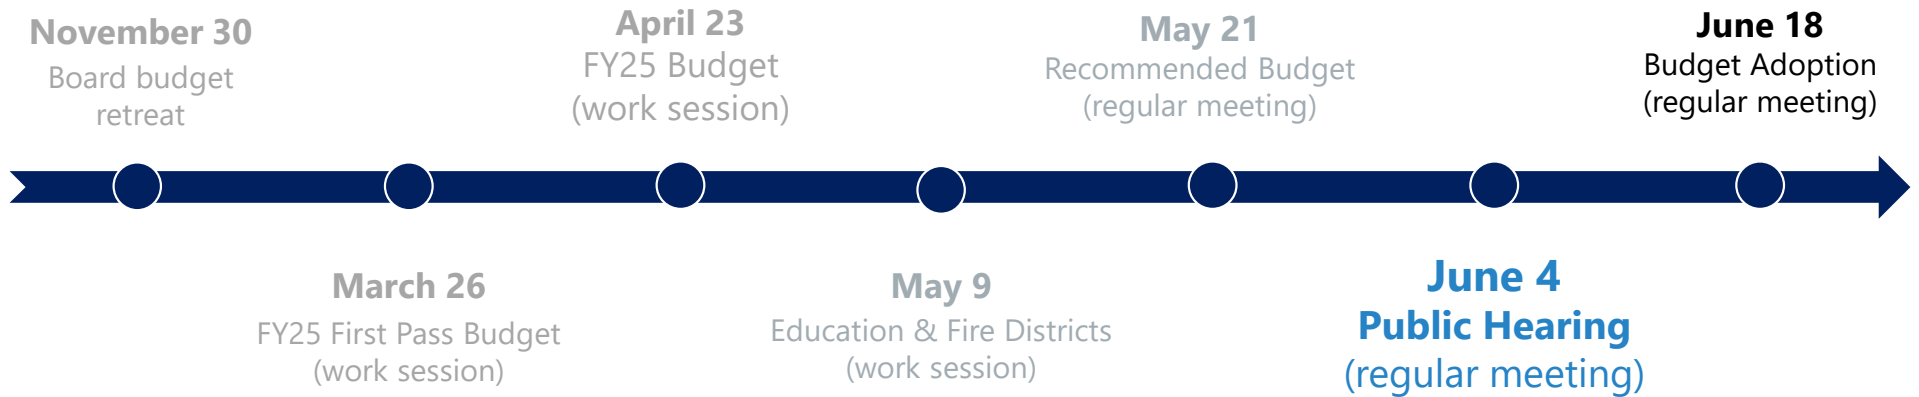 November 30
Board budget
retreat
March 26
FY25 First Pass Budget
(work session)
April 23
FY25 Budget
(work session)
May 9
Education & Fire Districts
(work session)
May 21
Recommended Budget
(regular meeting)
June 4
Public Hearing
(regular meeting)
June 18
Budget Adoption
(regular meeting)